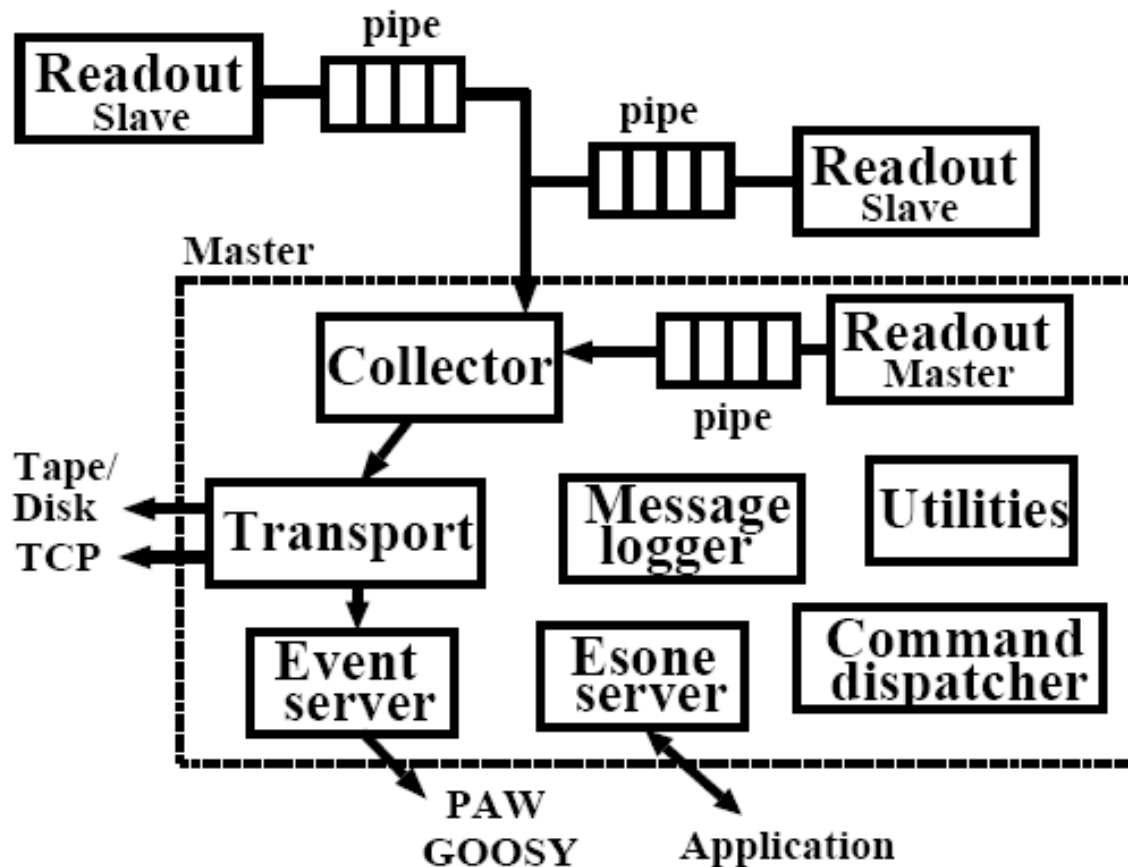 pipe
Readout
Slave
pipe
Readout
Slave
Master
Collector
Readout
Master
pipe
Tape/
Disk
TCP
Transport
Message
logger
Utilities
Event
server
Esone
server
Command
dispatcher
PAW
GOOSY
Application